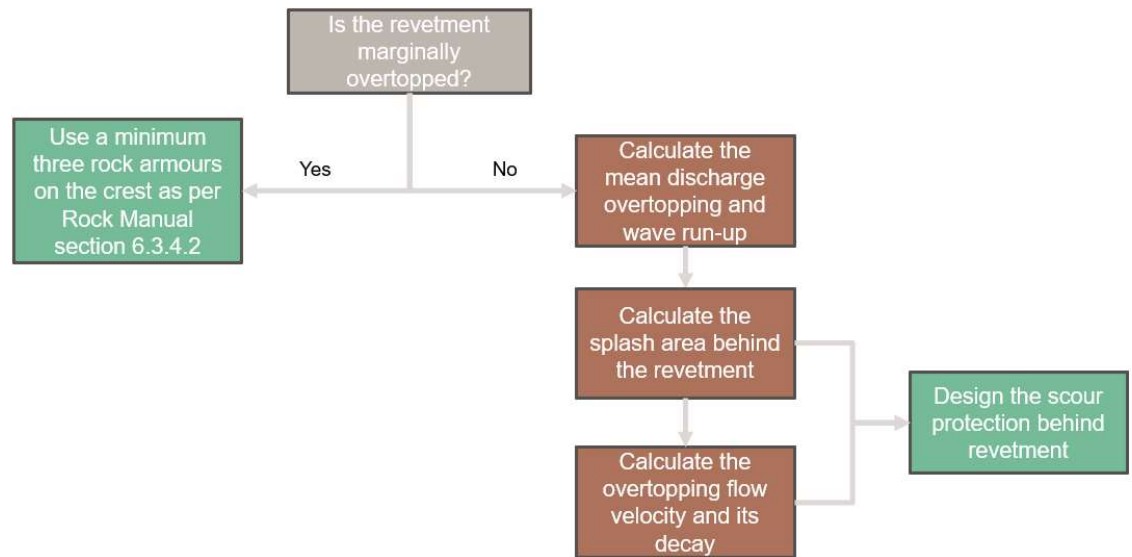 Is the revetment
marginally
overtopped?
Use a minimum
three rock armours
on the crest as per
Rock Manual
section 6.3.4.2
Yes
No
Calculate the
mean discharge
overtopping and
wave run-up
Calculate the
splash area behind
the revetment
Design the scour
protection behind
revetment
Calculate the
overtopping flow
velocity and its
decay